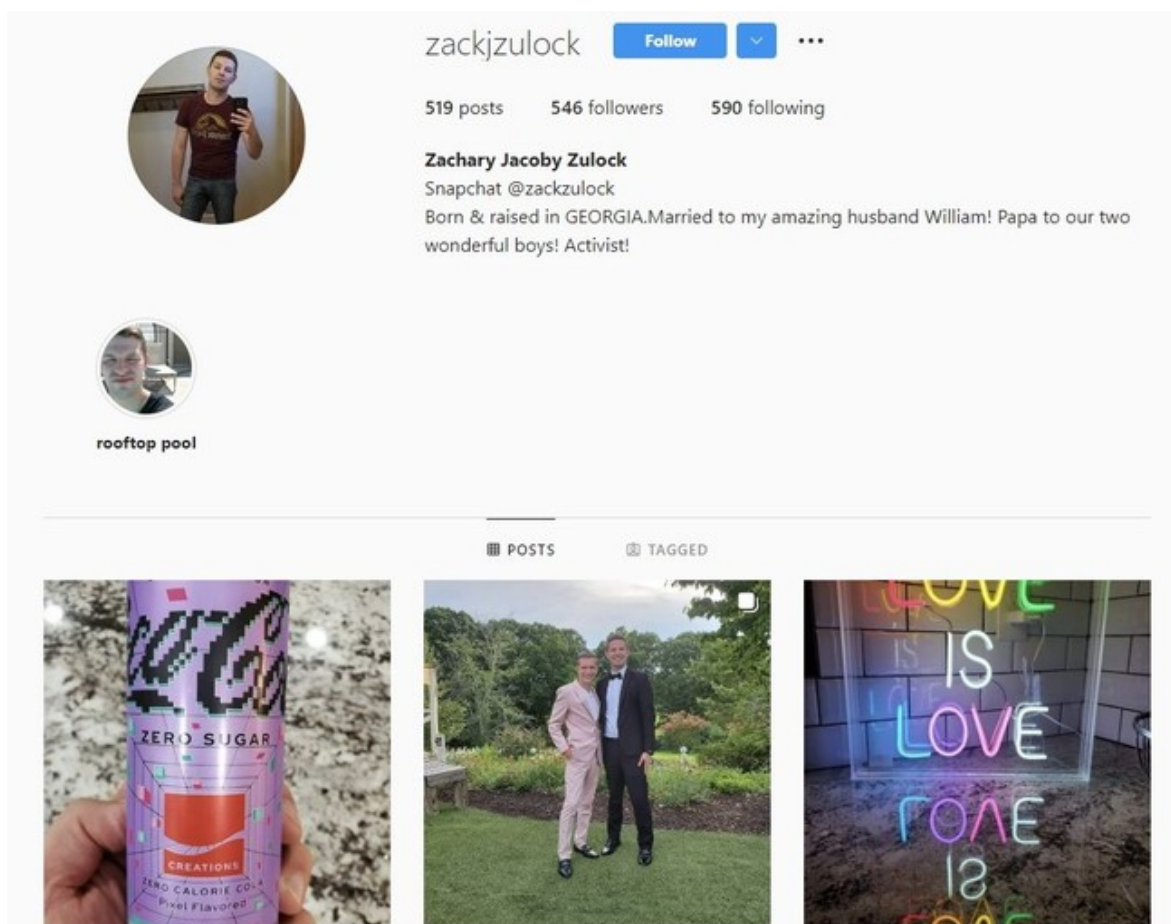 zackjzulock Follow
519 posts 546 followers 590 following
Zachary Jacoby Zulock
Snapchat @zackzulock
Born & raised in GEORGIA.Married to my amazing husband William! Papa to our two
wonderful boys! Activist!
rooftop pool
POSTS TAGGED
ZERO SUGAR
CREATIONS
ZERO CALORIE COLA
Pixel Flavored
LOVE
IS
LOVE